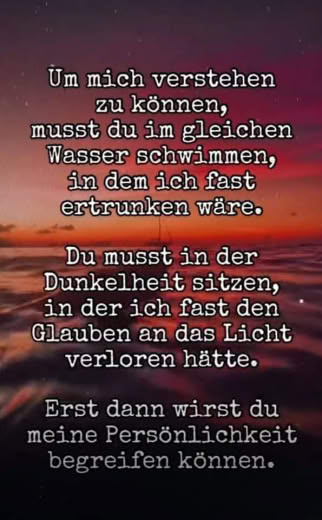 Um mich verstehen
zu können,
musst du im gleichen
Wasser schwimmen,
in dem ich fast
ertrunken wäre.
Du musst in der
Dunkelheit sitzen,
in der ich fast den
Glauben an das Licht
verloren hätte.
Erst dann wirst du
meine Persönlichkeit
begreifen können.